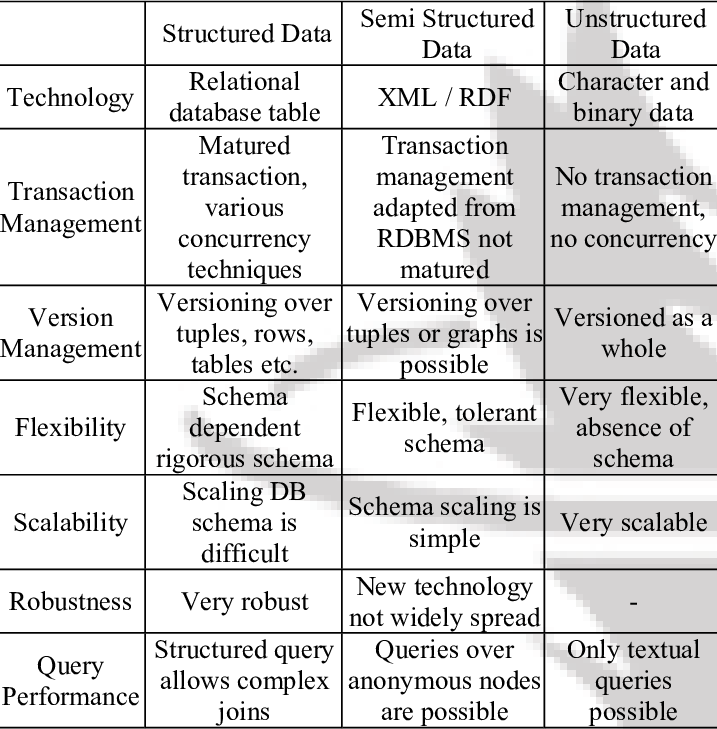 Structured Data
Semi Structured
Data
Unstructured
Data
Technology
Relational
database table
XML / RDF
Character and
binary data
Transaction
Management
Matured
transaction,
various
concurrency
techniques
Transaction
management
adapted from
RDBMS not
matured
No transaction
management,
no concurrency
Version
Management
Versioning over
tuples, rows,
tables etc.
Versioning over
tuples or graphs is
possible
Versioned as a
whole
Flexibility
Schema
dependent
rigorous schema
Flexible, tolerant
schema
Very flexible,
absence of
schema
Scalability
Scaling DB
schema is
difficult
Schema scaling is
simple
Very scalable
Robustness
Very robust
New technology
not widely spread
-
Query
Performance
Structured query
allows complex
joins
Queries over
anonymous nodes
are possible
Only textual
queries
possible